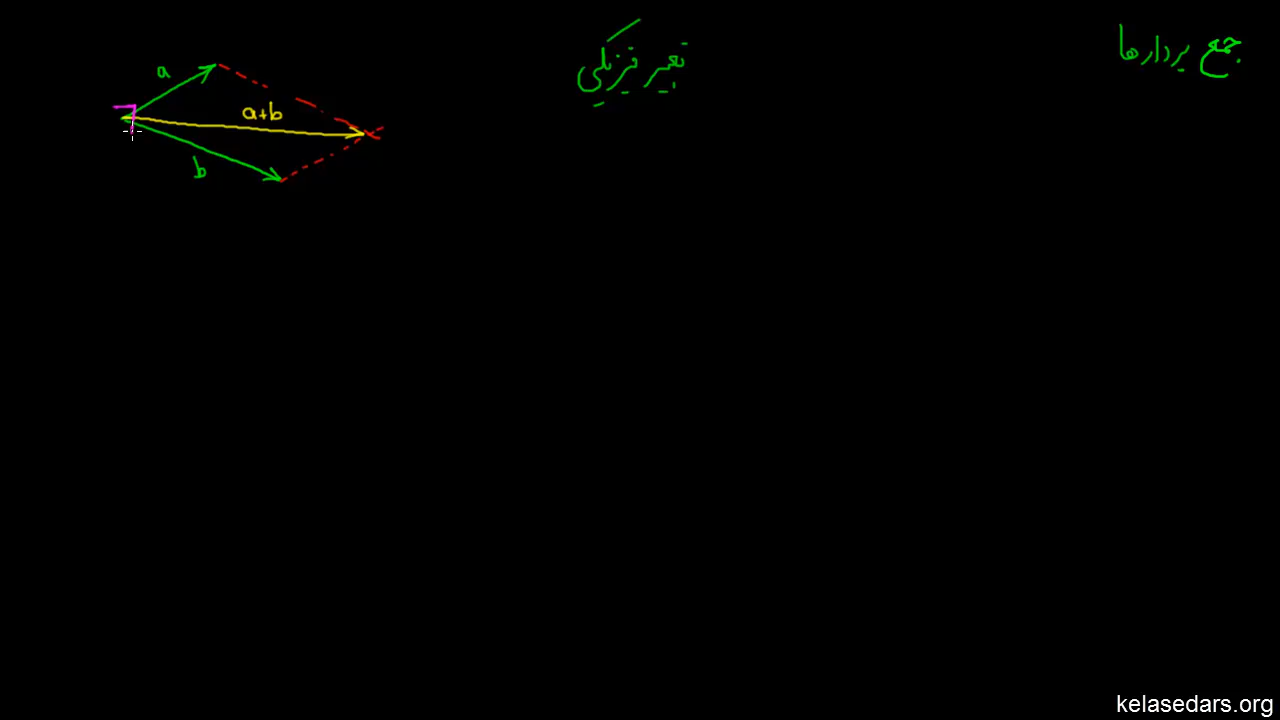 جمع بردارها
تعبیر فیزیکی
a
a+b
b
kelasedars.org